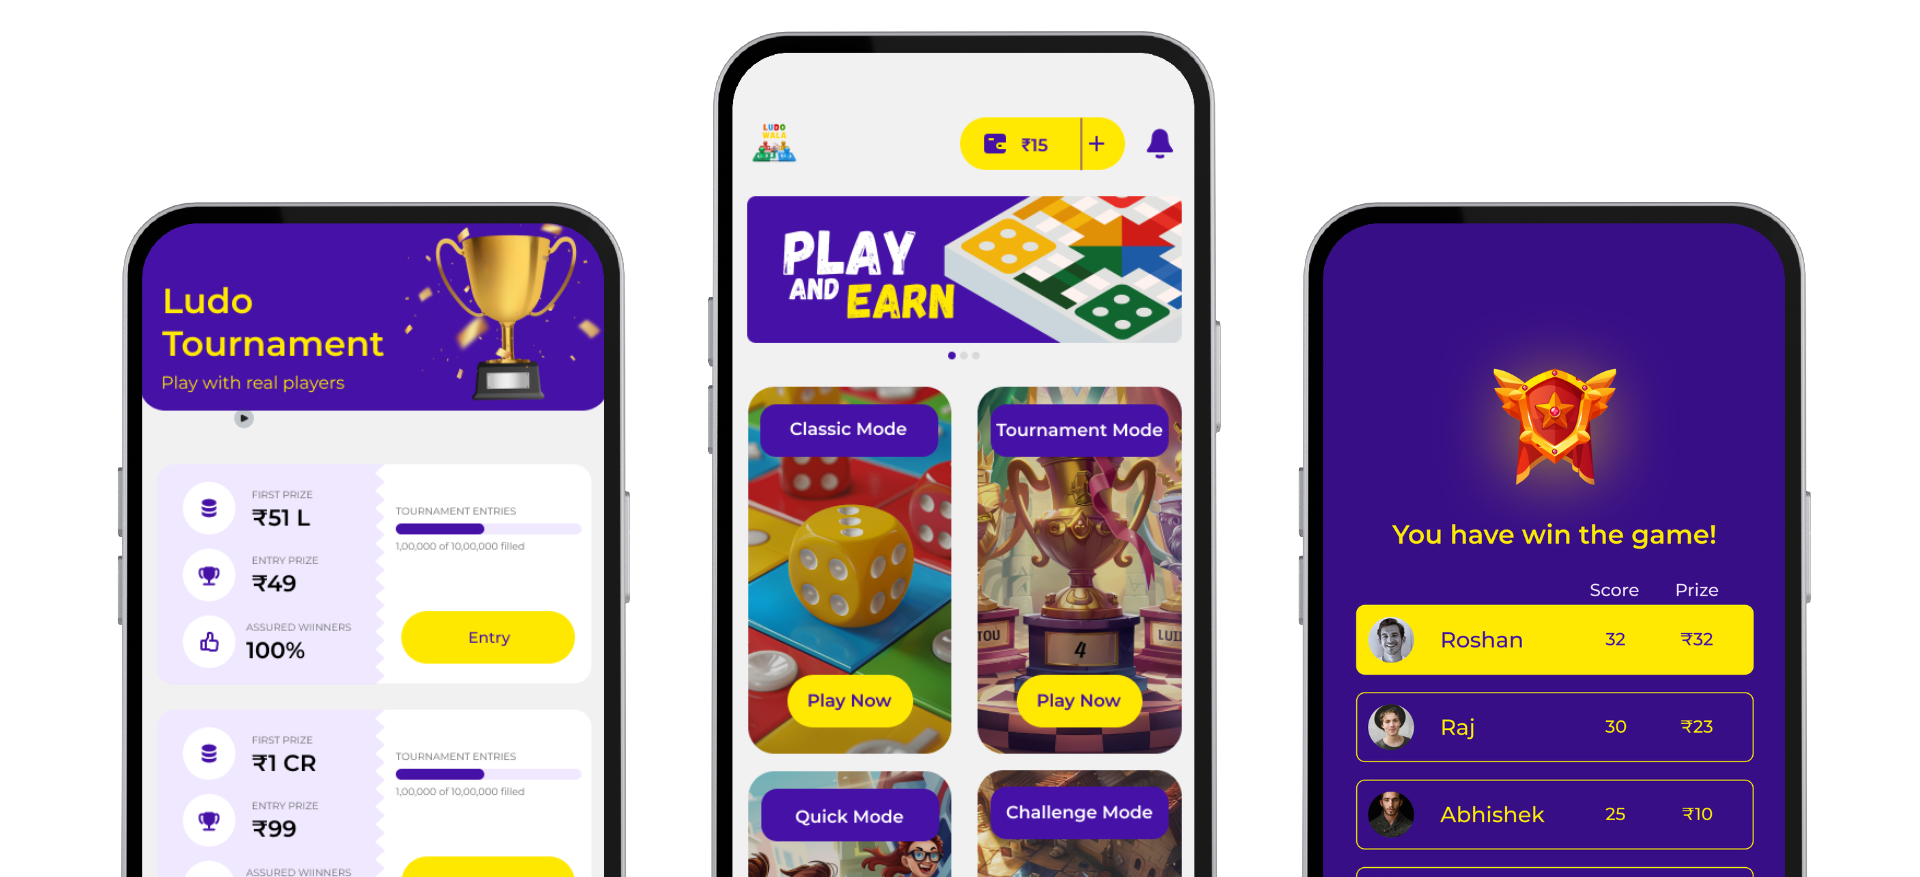 Ludo
Tournament
Play with real players
FIRST PRIZE
₹51 L
ENTRY PRIZE
₹49
ASSURED WIINNERS
100%
TOURNAMENT ENTRIES
1,00,000 of 10,00,000 filled
Entry
FIRST PRIZE
₹1 CR
ENTRY PRIZE
₹99
ASSURED WIINNERS
TOURNAMENT ENTRIES
1,00,000 of 10,00,000 filled
LUDO
WALA
₹15
+
PLAY
AND EARN
Classic Mode
Play Now
Tournament Mode
TOU
4
LUD
Play Now
Quick Mode
Challenge Mode
You have win the game!
Score Prize
Roshan 32 ₹32
Raj 30 ₹23
Abhishek 25 ₹10